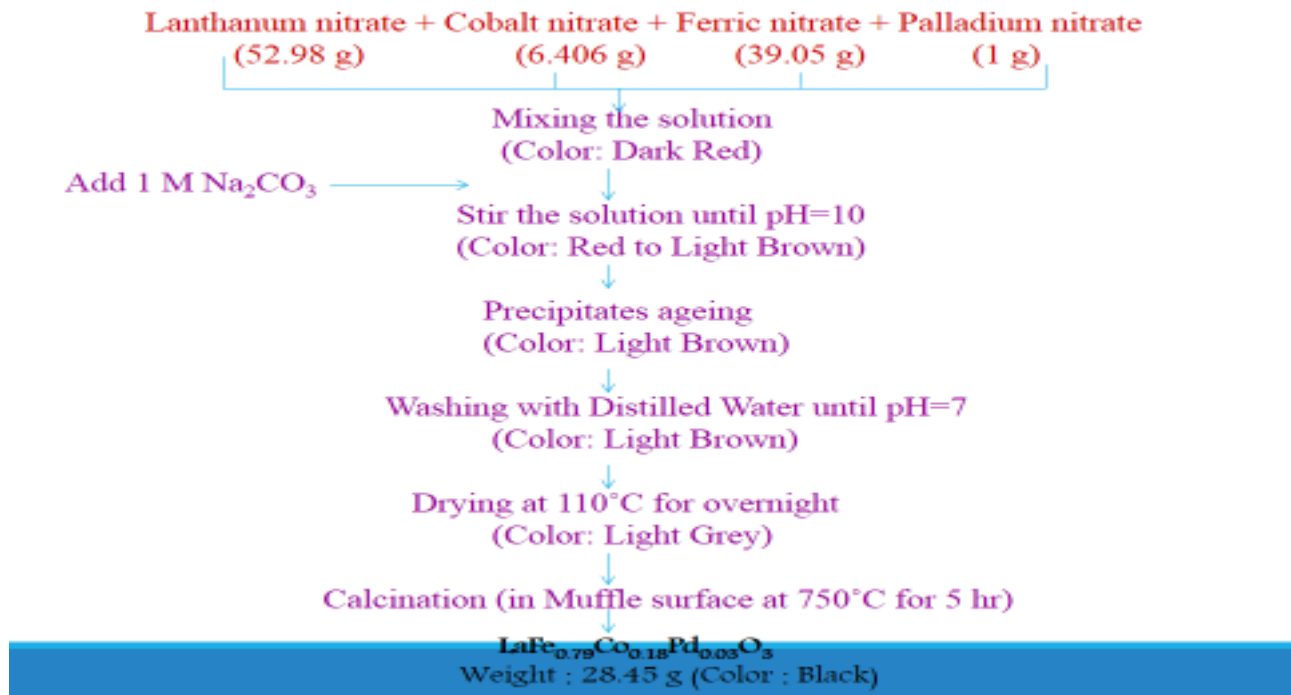 Lanthanum nitrate + Cobalt nitrate + Ferric nitrate + Palladium nitrate
(52.98 g) (6.406 g) (39.05 g) (1 g)
Mixing the solution
(Color: Dark Red)
Add 1 M Na₂CO₃
Stir the solution until pH=10
(Color: Red to Light Brown)
Precipitates ageing
(Color: Light Brown)
Washing with Distilled Water until pH=7
(Color: Light Brown)
Drying at 110°C for overnight
(Color: Light Grey)
Calcination (in Muffle surface at 750°C for 5 hr)
LaFe₀.₇₉Co₀.₁₈Pd₀.₀₃O₃
Weight : 28.45 g (Color : Black)